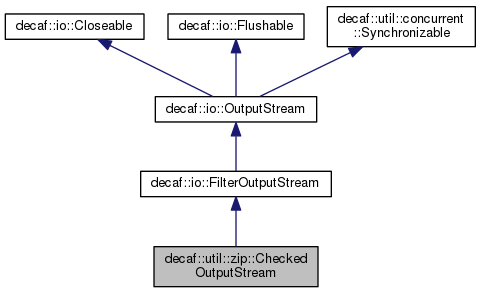 decaf::io::Closeable
decaf::io::Flushable
decaf::util::concurrent
::Synchronizable
decaf::io::OutputStream
decaf::io::FilterOutputStream
decaf::util::zip::Checked
OutputStream